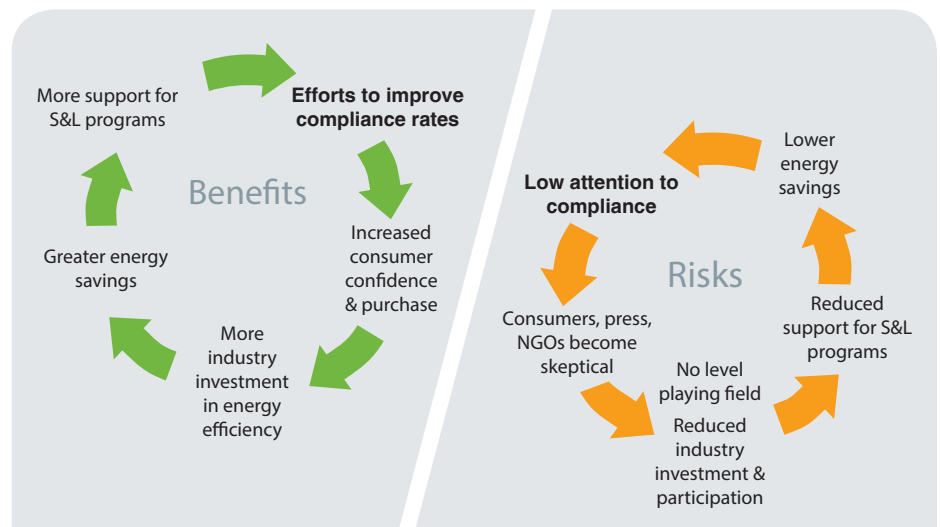 More support for
S&L programs
Efforts to improve
compliance rates
Benefits
Increased
consumer
confidence
& purchase
More
industry
investment
in energy
efficiency
Greater energy
savings
Low attention to
compliance
Risks
Consumers, press,
NGOs become
skeptical
No level
playing field
Reduced
industry
investment &
participation
Reduced
support for S&L
programs
Lower
energy
savings